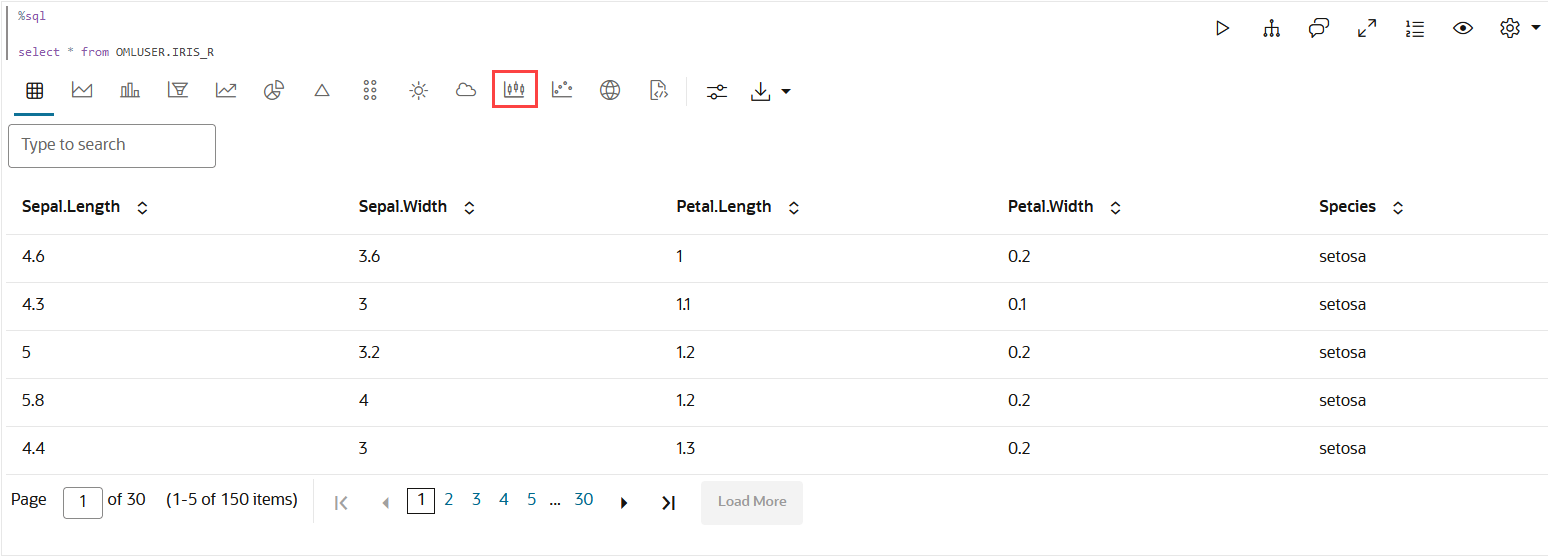 %sql
select * from OMLUSER.IRIS_R
Type to search
Sepal.Length Sepal.Width Petal.Length Petal.Width Species
4.6 3.6 1 0.2 setosa
4.3 3 1.1 0.1 setosa
5 3.2 1.2 0.2 setosa
5.8 4 1.2 0.2 setosa
4.4 3 1.3 0.2 setosa
Page 1 of 30 (1-5 of 150 items) 1 2 3 4 5 ... 30 Load More